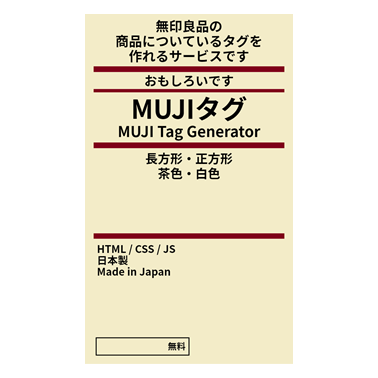 無印良品の
商品についているタグを
作れるサービスです
おもしろいです
MUJIタグ
MUJI Tag Generator
長方形・正方形
茶色・白色
HTML / CSS / JS
日本製
Made in Japan
無料